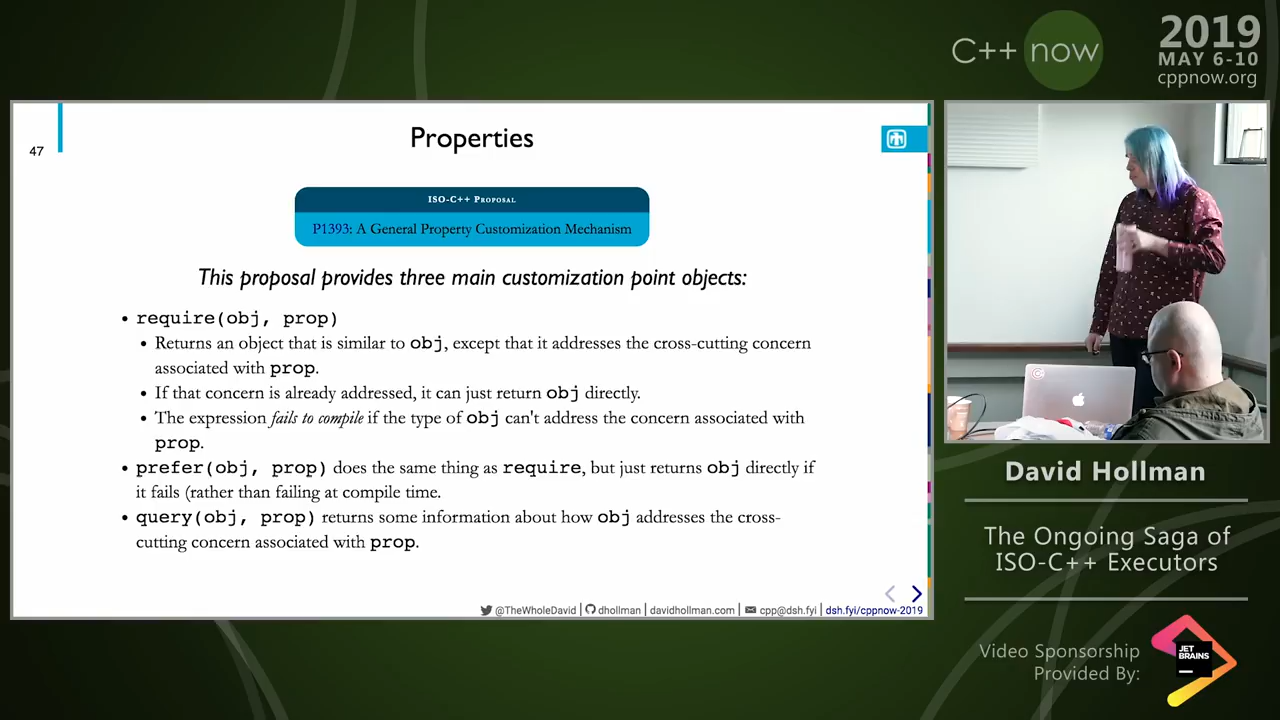 C++ now
2019
MAY 6-10
cppnow.org
47
Properties
ISO-C++ Proposal
P1393: A General Property Customization Mechanism
This proposal provides three main customization point objects:
• require(obj, prop)
• Returns an object that is similar to obj, except that it addresses the cross-cutting concern
associated with prop.
• If that concern is already addressed, it can just return obj directly.
• The expression fails to compile if the type of obj can't address the concern associated with
prop.
• prefer(obj, prop) does the same thing as require, but just returns obj directly if
it fails (rather than failing at compile time.
• query(obj, prop) returns some information about how obj addresses the cross-
cutting concern associated with prop.
@TheWholeDavid | dhollman | davidhollman.com | cpp@dsh.fyi | dsh.fyi/cppnow-2019
David Hollman
The Ongoing Saga of
ISO-C++ Executors
Video Sponsorship
Provided By:
JET
BRAINS